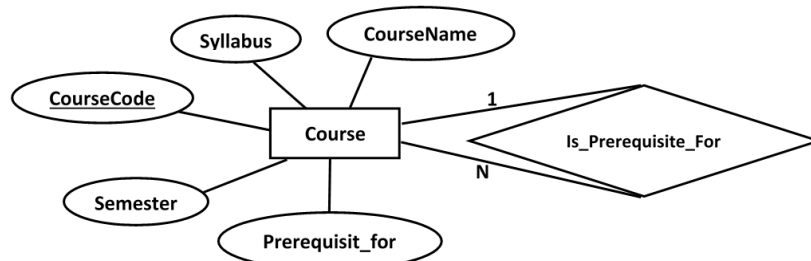 Syllabus
CourseName
CourseCode
1
Course
Is_Prerequisite_For
N
Semester
Prerequisit_for